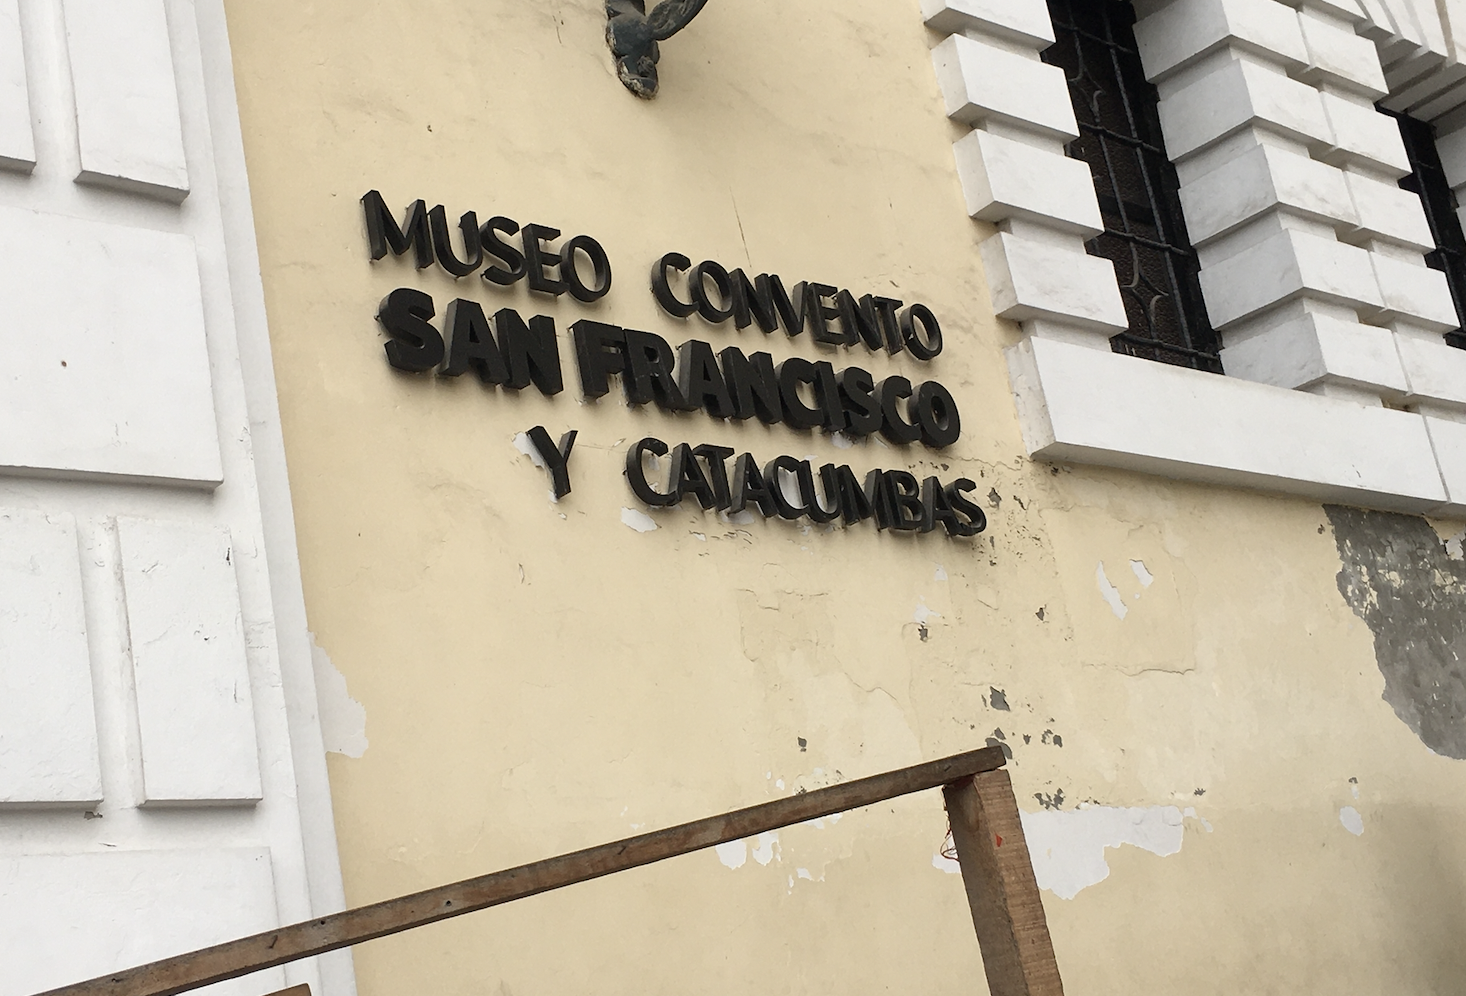 MUSEO CONVENTO
SAN FRANCISCO
Y CATACUMBAS